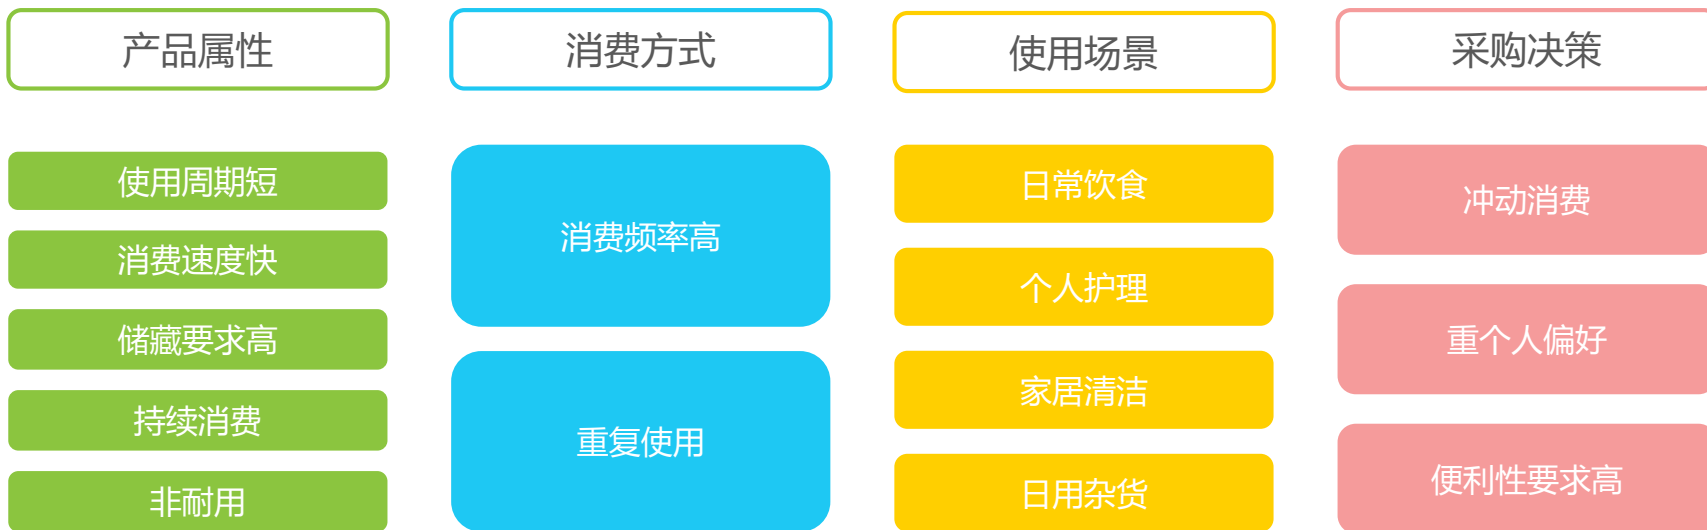 产品属性
使用周期短
消费速度快
储藏要求高
持续消费
非耐用
消费方式
消费频率高
重复使用
使用场景
日常饮食
个人护理
家居清洁
日用杂货
采购决策
冲动消费
重个人偏好
便利性要求高